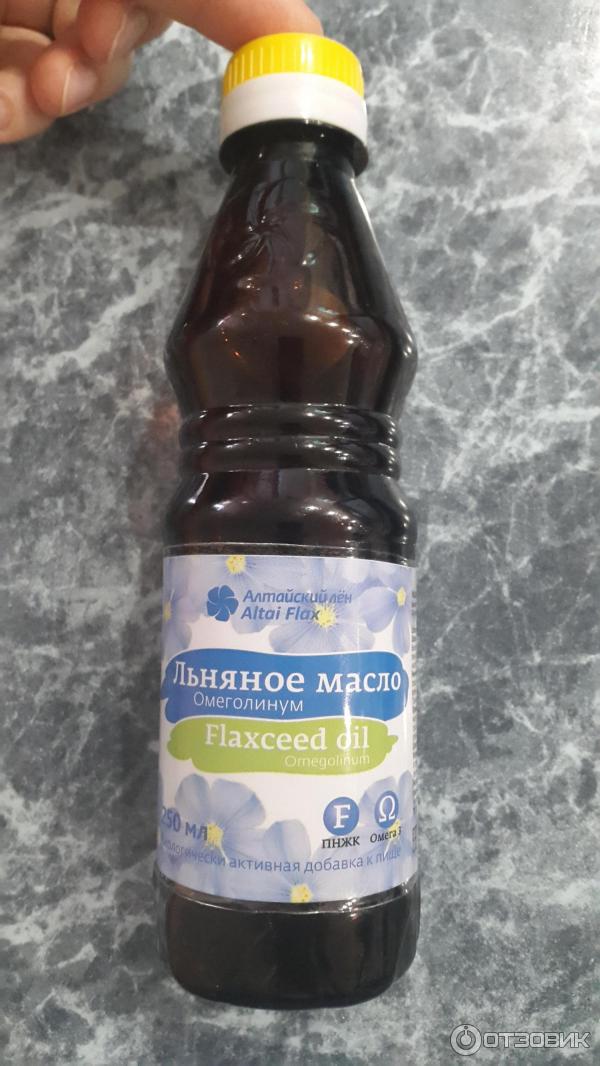 Алтайский лён
Altai Flax
Льняное масло
Омеголинум
Flaxceed oil
Omegolinum
250 мл
F
Ω
ПНЖК
Омега 3
биологически активная добавка к пище
ОТЗОВИК